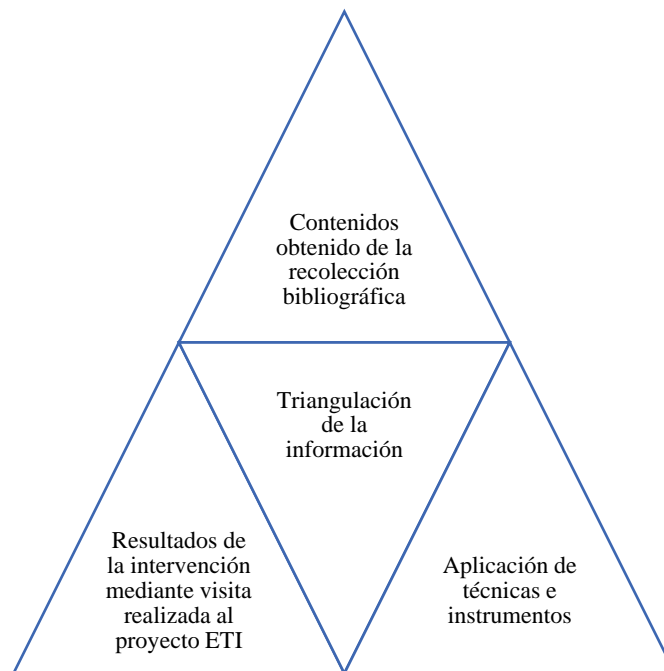 Contenidos
obtenido de la
recolección
bibliográfica
Triangulación
de la
información
Resultados de
la intervención
mediante visita
realizada al
proyecto ETI
Aplicación de
técnicas e
instrumentos